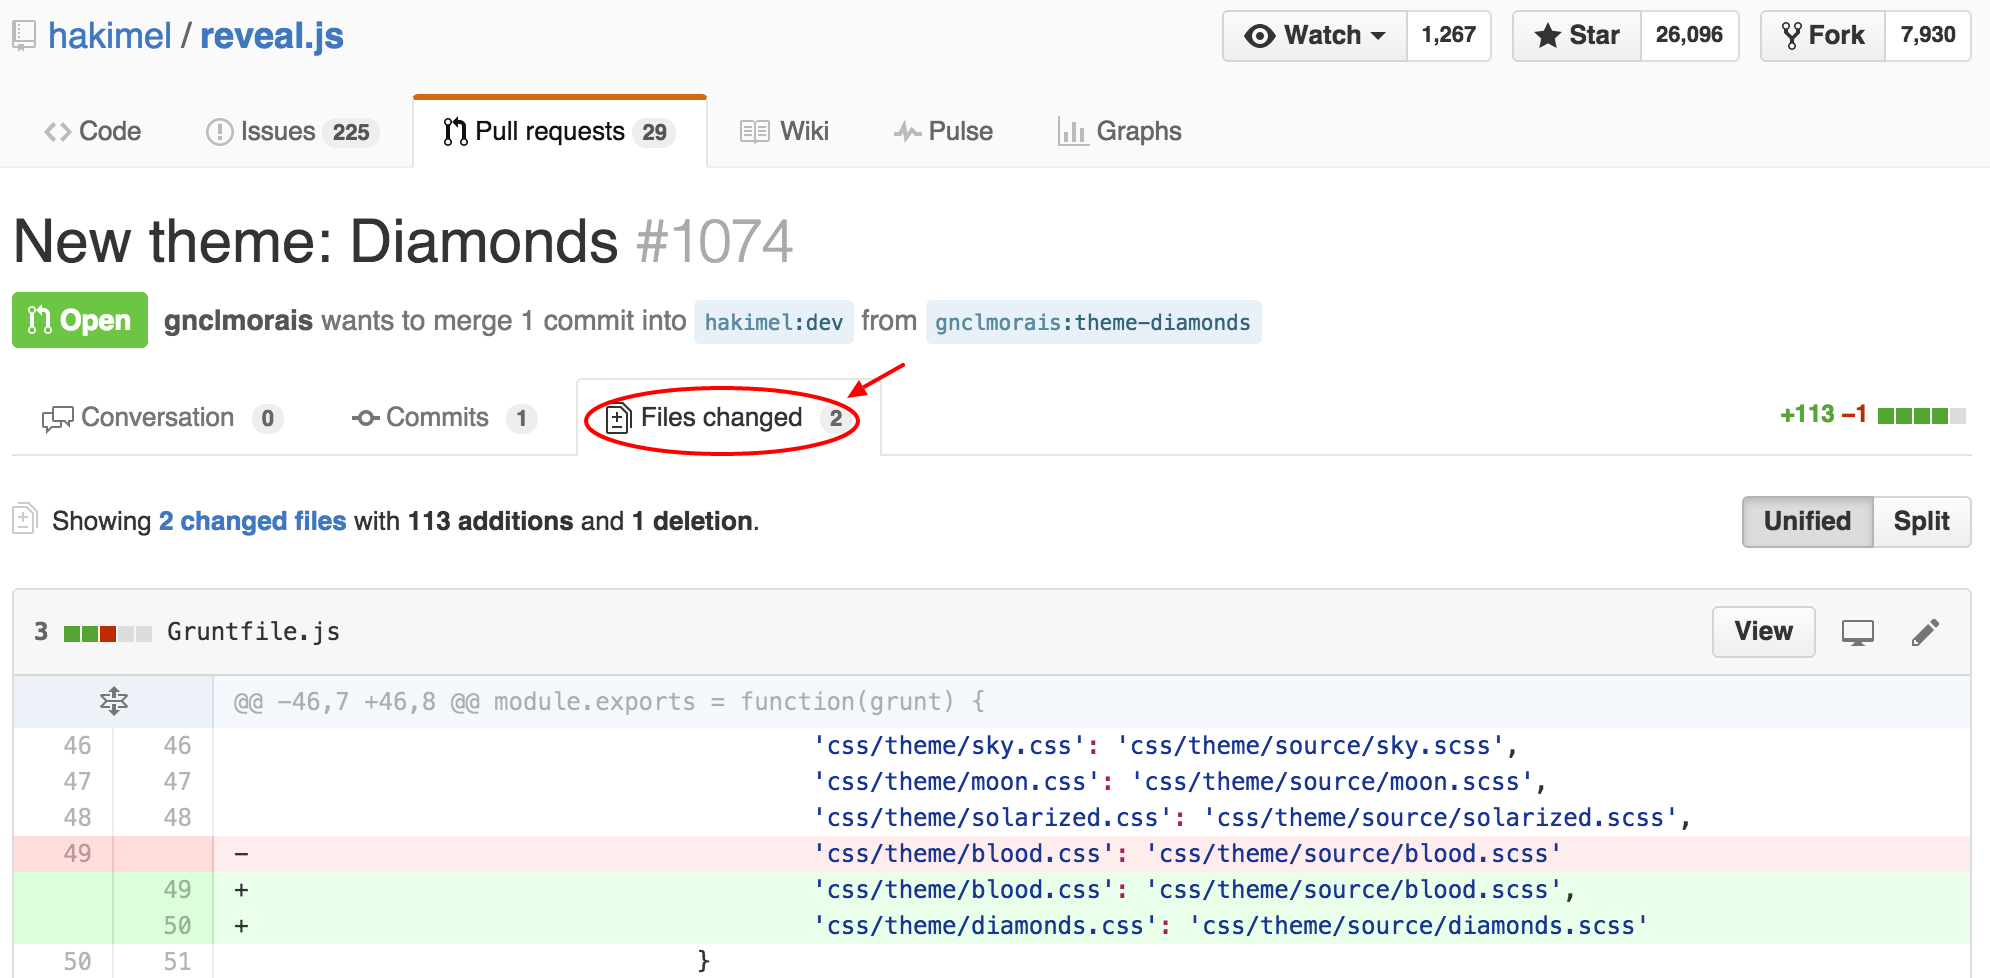 hakimel / reveal.js
Watch 1,267 Star 26,096 Fork 7,930
Code Issues 225 Pull requests 29 Wiki Pulse Graphs
New theme: Diamonds #1074
Open gnclmorais wants to merge 1 commit into hakimel:dev from gnclmorais:theme-diamonds
Conversation 0 Commits 1 Files changed 2 +113 −1
Showing 2 changed files with 113 additions and 1 deletion. Unified Split
3 Gruntfile.js View
@@ -46,7 +46,8 @@ module.exports = function(grunt) {
46 46 'css/theme/sky.css': 'css/theme/source/sky.scss',
47 47 'css/theme/moon.css': 'css/theme/source/moon.scss',
48 48 'css/theme/solarized.css': 'css/theme/source/solarized.scss',
49 - 'css/theme/blood.css': 'css/theme/source/blood.scss'
49 + 'css/theme/blood.css': 'css/theme/source/blood.scss',
50 + 'css/theme/diamonds.css': 'css/theme/source/diamonds.scss'
50 51 }